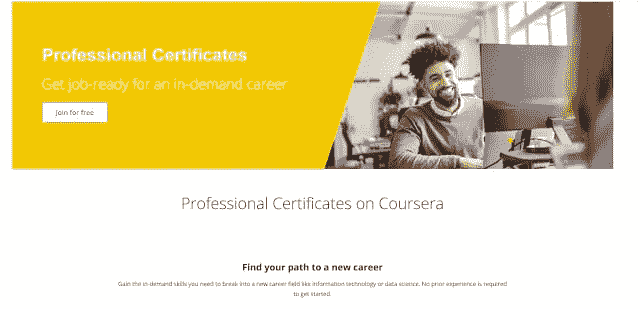 Professional Certificates
Get job-ready for an in-demand career
Join for free
Professional Certificates on Coursera
Find your path to a new career
Gain the in-demand skills you need to break into a new career field like information technology or data science. No prior experience is required
to get started.